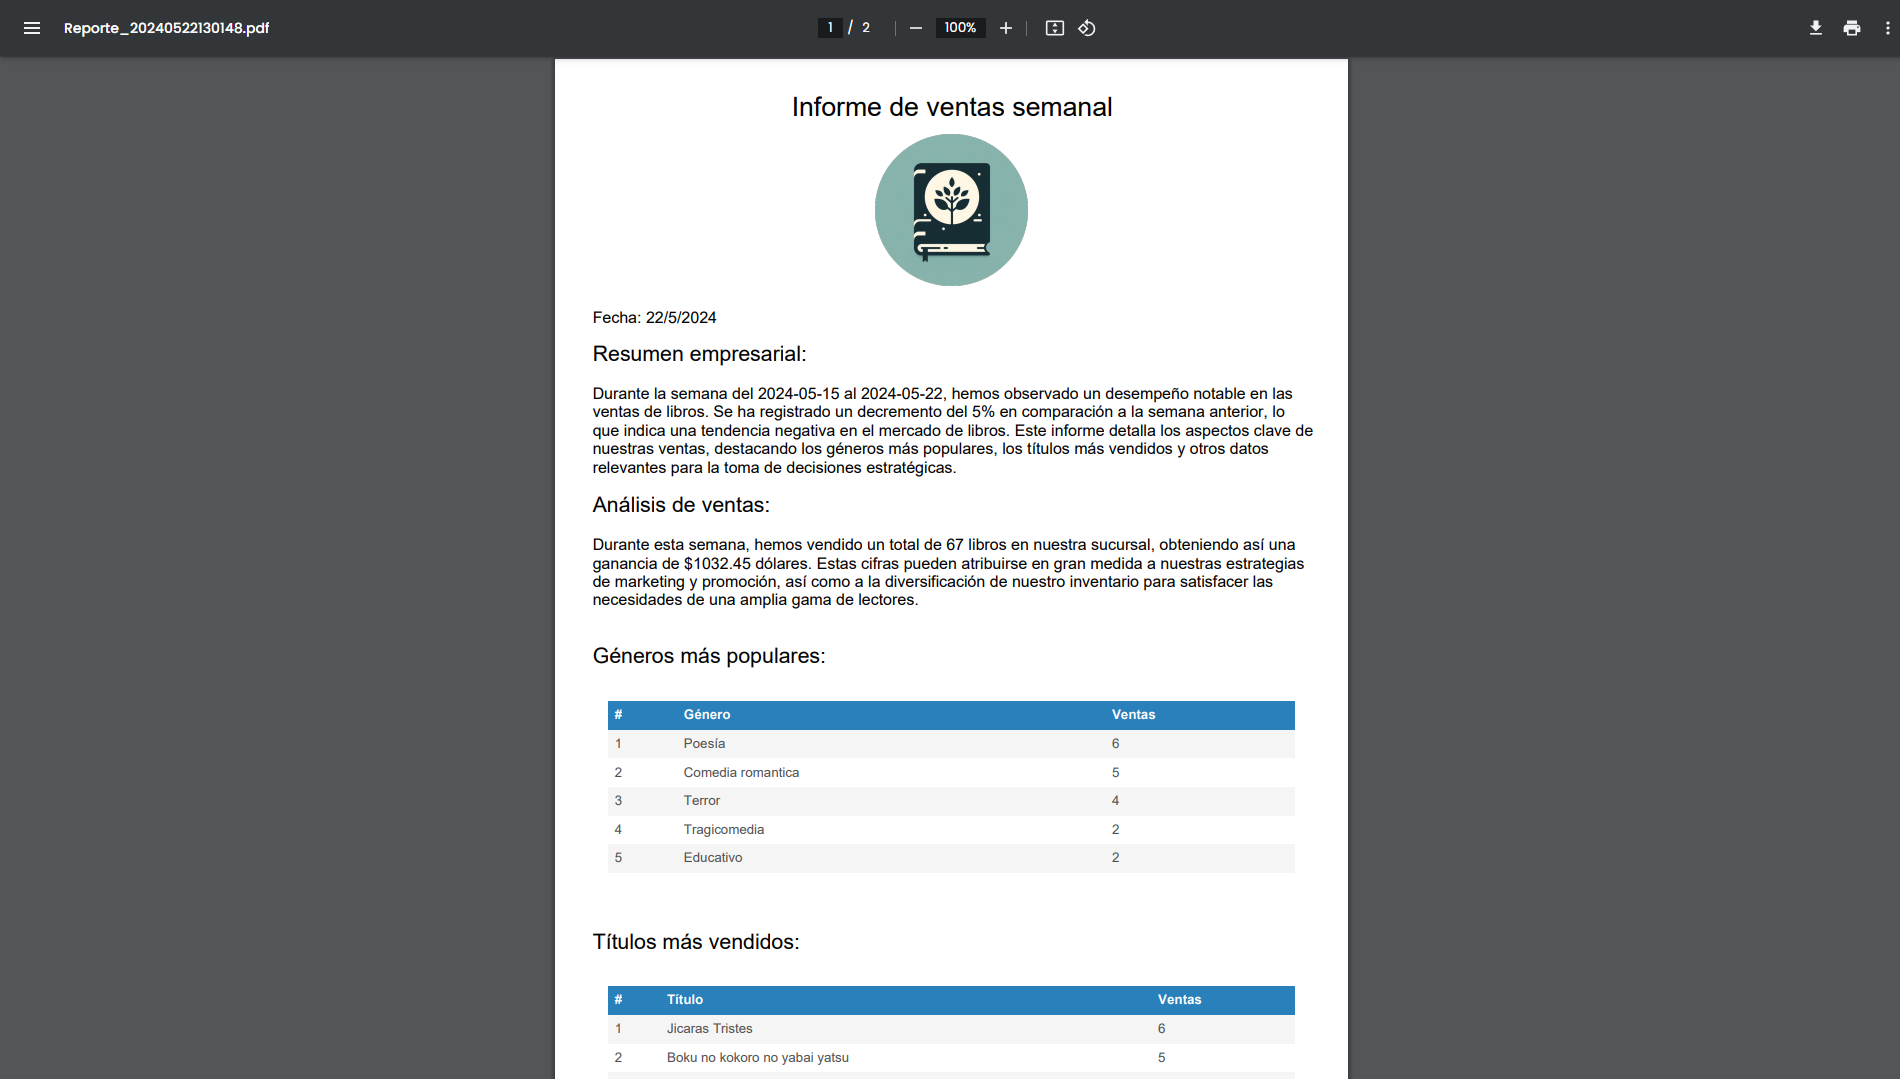 Reporte_20240522130148.pdf
1 / 2
100%
Informe de ventas semanal
Fecha: 22/5/2024
Resumen empresarial:
Durante la semana del 2024-05-15 al 2024-05-22, hemos observado un desempeño notable en las
ventas de libros. Se ha registrado un decremento del 5% en comparación a la semana anterior, lo
que indica una tendencia negativa en el mercado de libros. Este informe detalla los aspectos clave de
nuestras ventas, destacando los géneros más populares, los títulos más vendidos y otros datos
relevantes para la toma de decisiones estratégicas.
Análisis de ventas:
Durante esta semana, hemos vendido un total de 67 libros en nuestra sucursal, obteniendo así una
ganancia de $1032.45 dólares. Estas cifras pueden atribuirse en gran medida a nuestras estrategias
de marketing y promoción, así como a la diversificación de nuestro inventario para satisfacer las
necesidades de una amplia gama de lectores.
Géneros más populares:
# Género Ventas
1 Poesía 6
2 Comedia romantica 5
3 Terror 4
4 Tragicomedia 2
5 Educativo 2
Títulos más vendidos:
# Título Ventas
1 Jicaras Tristes 6
2 Boku no kokoro no yabai yatsu 5